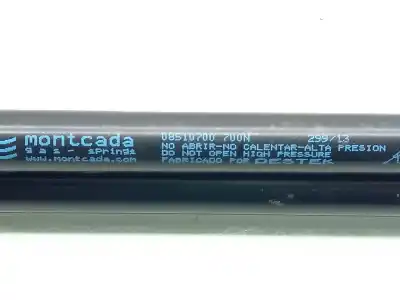 montcada
gas - springs
www.montcada.com
08510700 700N 299/13
NO ABRIR-NO CALENTAR-ALTA PRESION
DO NOT OPEN HIGH PRESSURE
FABRICADO POR DESTEK